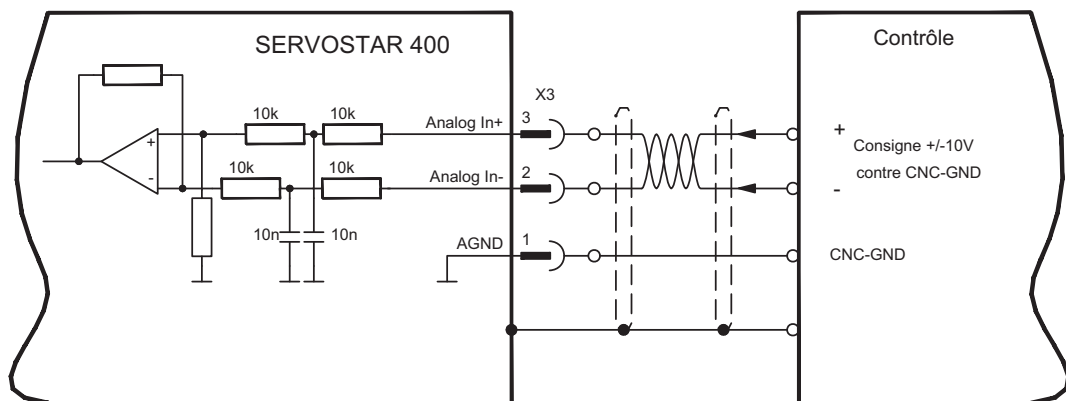 SERVOSTAR 400
Contrôle
X3
10k
10k
Analog In+
3
+
+
Consigne +/-10V
contre CNC-GND
-
10k
10k
Analog In-
2
-
10n
10n
AGND
1
CNC-GND